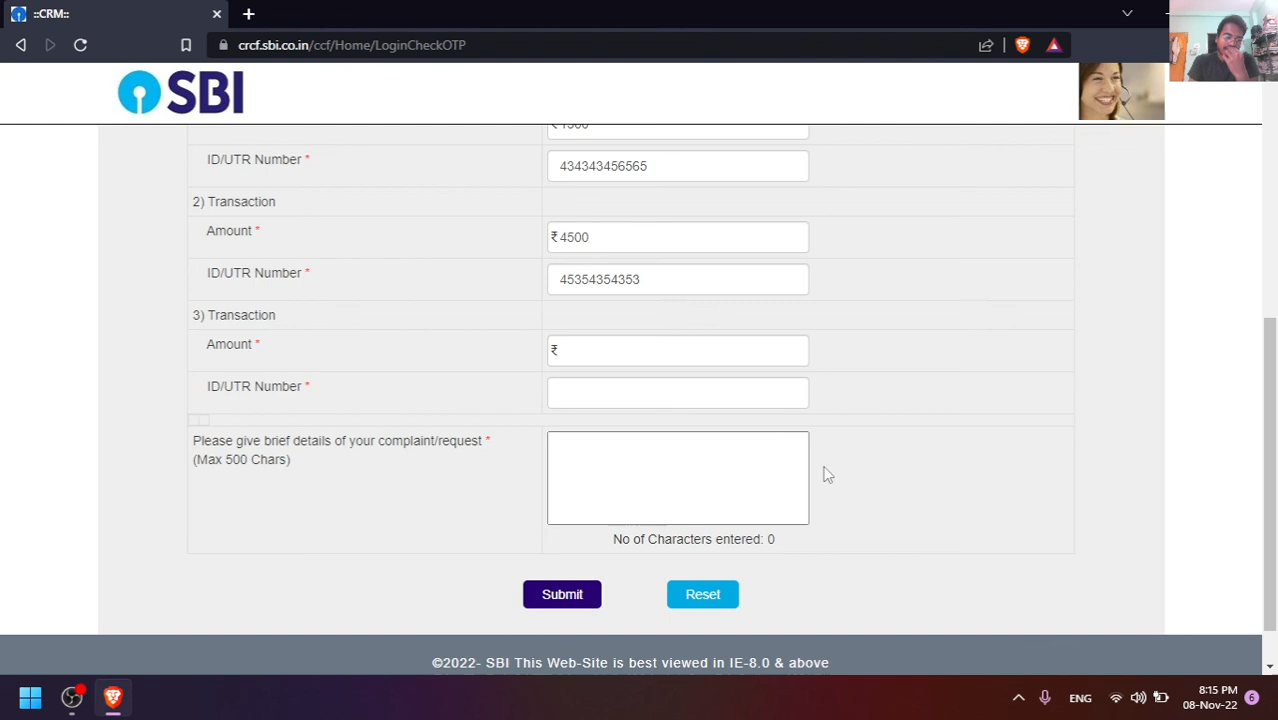 ::CRM::
crcf.sbi.co.in/ccf/Home/LoginCheckOTP
SBI
ID/UTR Number *
434343456565
2) Transaction
Amount *
₹ 4500
ID/UTR Number *
45354354353
3) Transaction
Amount *
₹
ID/UTR Number *
Please give brief details of your complaint/request *
(Max 500 Chars)
No of Characters entered: 0
Submit
Reset
©2022- SBI This Web-Site is best viewed in IE-8.0 & above
ENG
8:15 PM
08-Nov-22
6